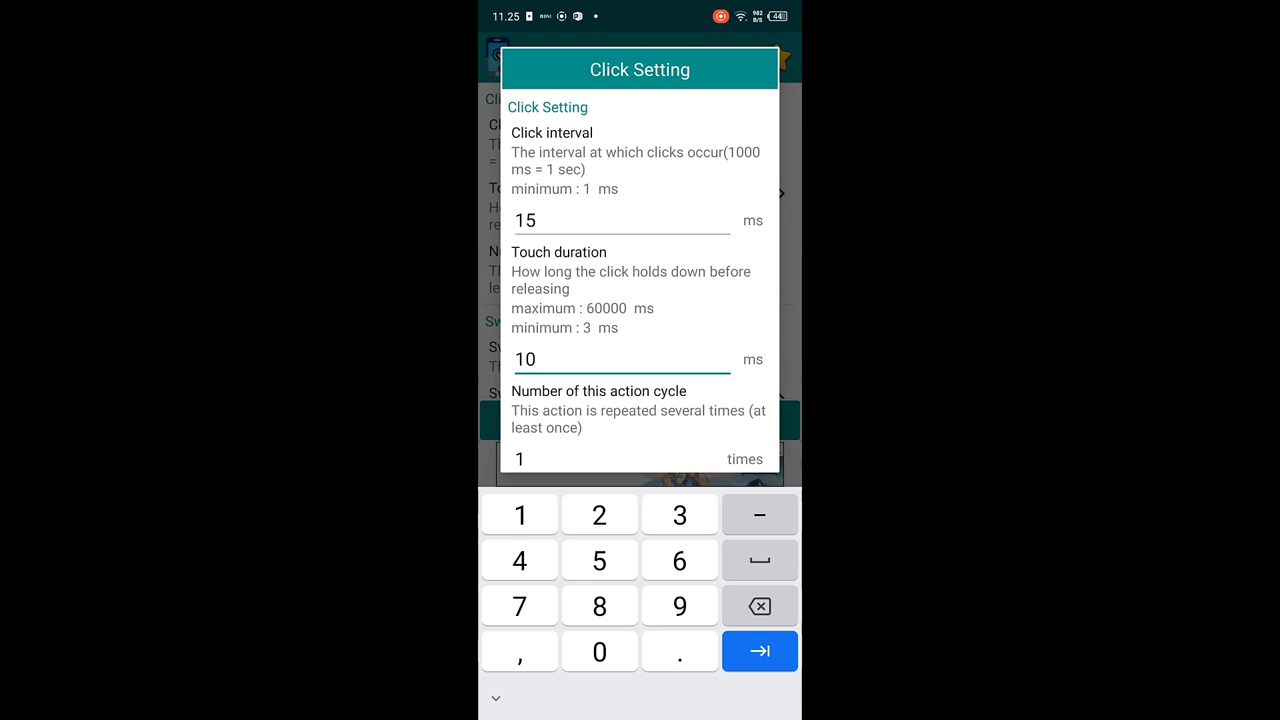 11.25
982
B/S
44
Click Setting
Click Setting
Click interval
The interval at which clicks occur(1000
ms = 1 sec)
minimum : 1 ms
15 ms
Touch duration
How long the click holds down before
releasing
maximum : 60000 ms
minimum : 3 ms
10 ms
Number of this action cycle
This action is repeated several times (at
least once)
1 times
1 2 3 -
4 5 6
7 8 9
, 0 .